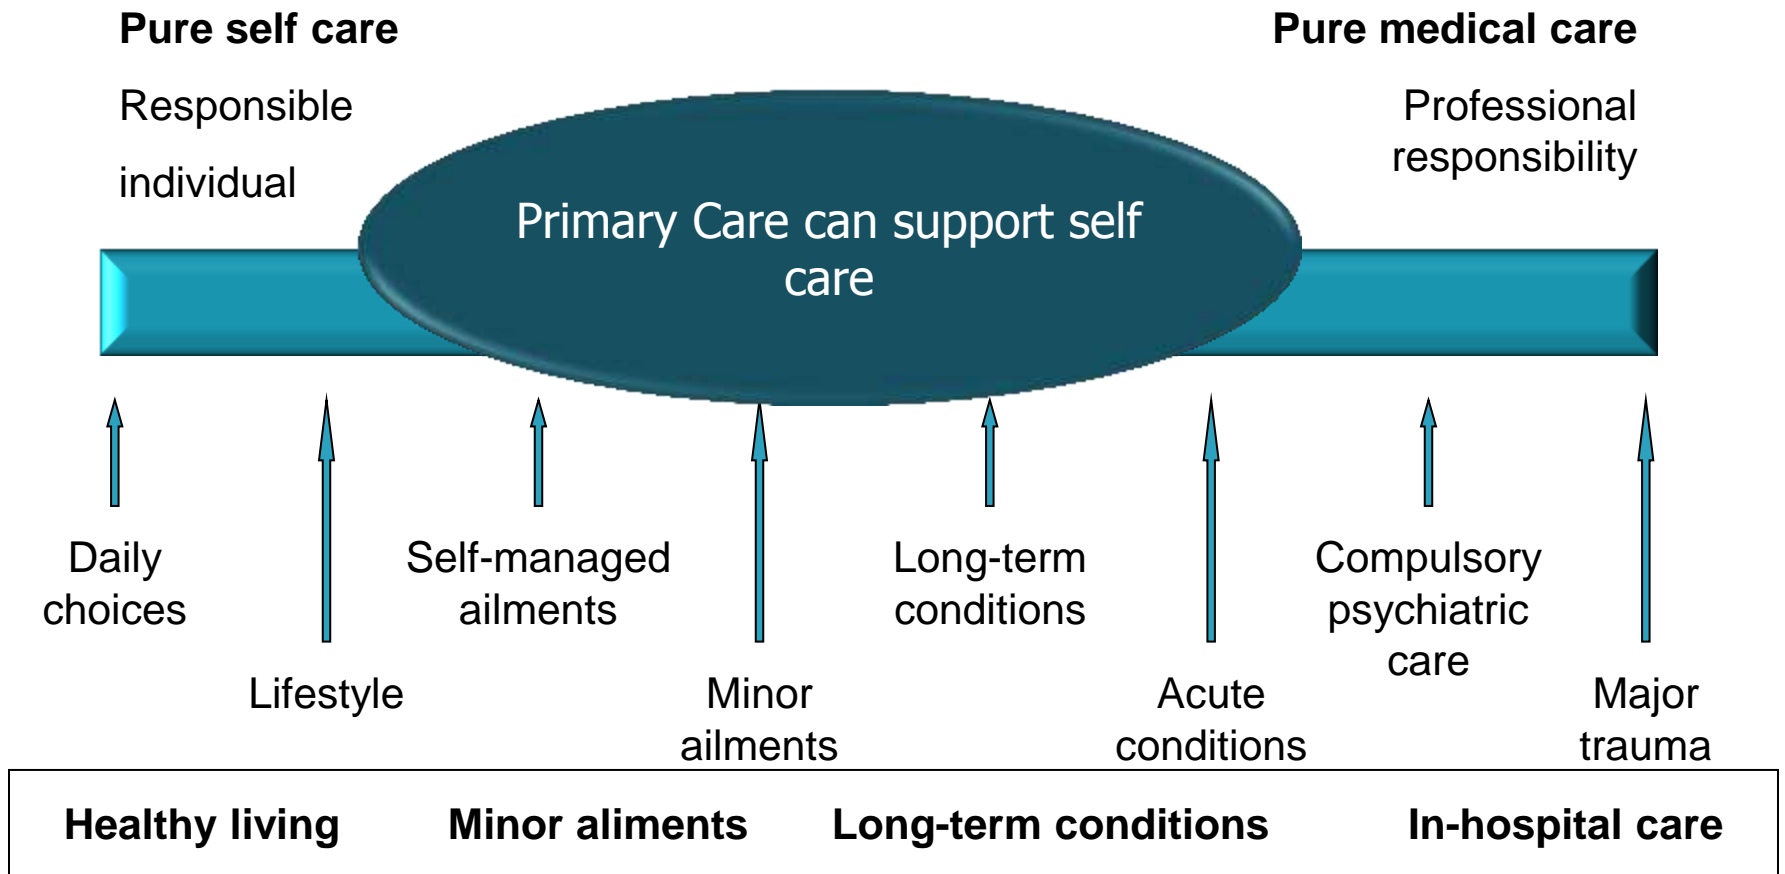 Pure self care
Pure medical care
Responsible
individual
Professional
responsibility
Primary Care can support self
care
Daily
choices
Lifestyle
Self-managed
ailments
Minor
ailments
Long-term
conditions
Acute
conditions
Compulsory
psychiatric
care
Major
trauma
Healthy living
Minor aliments
Long-term conditions
In-hospital care